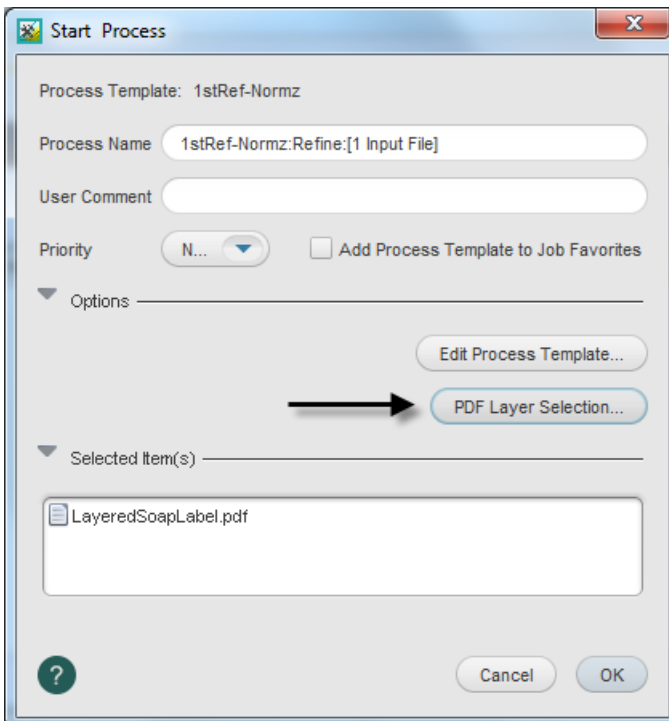 Start Process
Process Template: 1stRef-Normz
Process Name 1stRef-Normz:Refine:[1 Input File]
User Comment
Priority N... Add Process Template to Job Favorites
Options
Edit Process Template...
PDF Layer Selection...
Selected Item(s)
LayeredSoapLabel.pdf
? Cancel OK